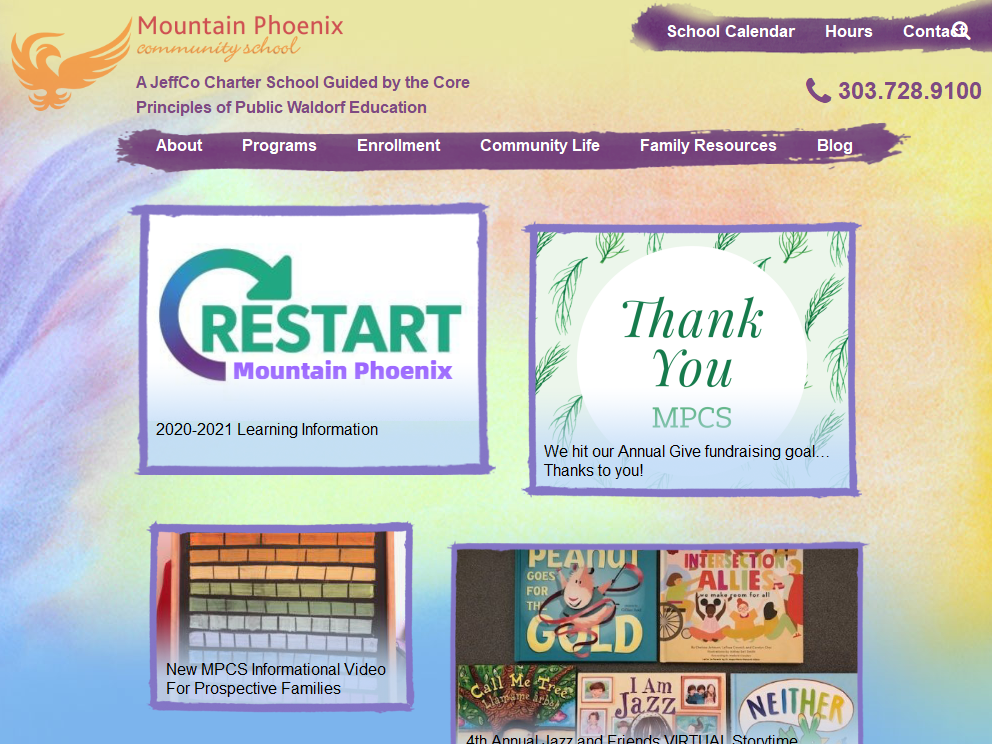 Mountain Phoenix
community school
A JeffCo Charter School Guided by the Core
Principles of Public Waldorf Education
School Calendar Hours Contact
303.728.9100
About Programs Enrollment Community Life Family Resources Blog
RESTART
Mountain Phoenix
2020-2021 Learning Information
Thank
You
MPCS
We hit our Annual Give fundraising goal…
Thanks to you!
New MPCS Informational Video
For Prospective Families
PEANUT
GOES
FOR
THE
GOLD
INTERSECTION
ALLIES
we make room for all
Call Me Tree
Llámame árbol
I Am
Jazz
NEITHER
4th Annual Jazz and Friends VIRTUAL Storytime